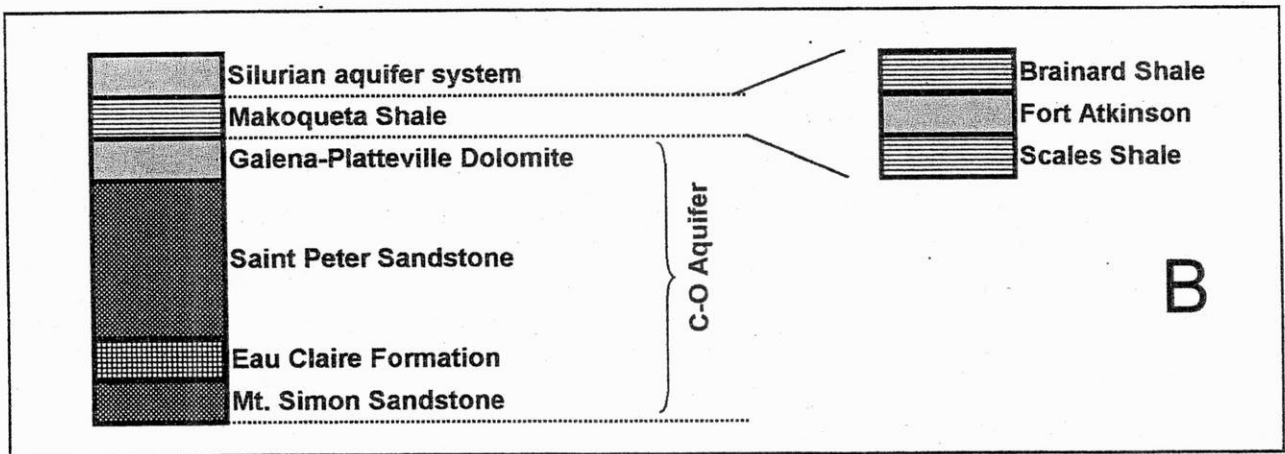 Silurian aquifer system
Makoqueta Shale
Galena-Platteville Dolomite
Saint Peter Sandstone
Eau Claire Formation
Mt. Simon Sandstone
C-O Aquifer
Brainard Shale
Fort Atkinson
Scales Shale
B